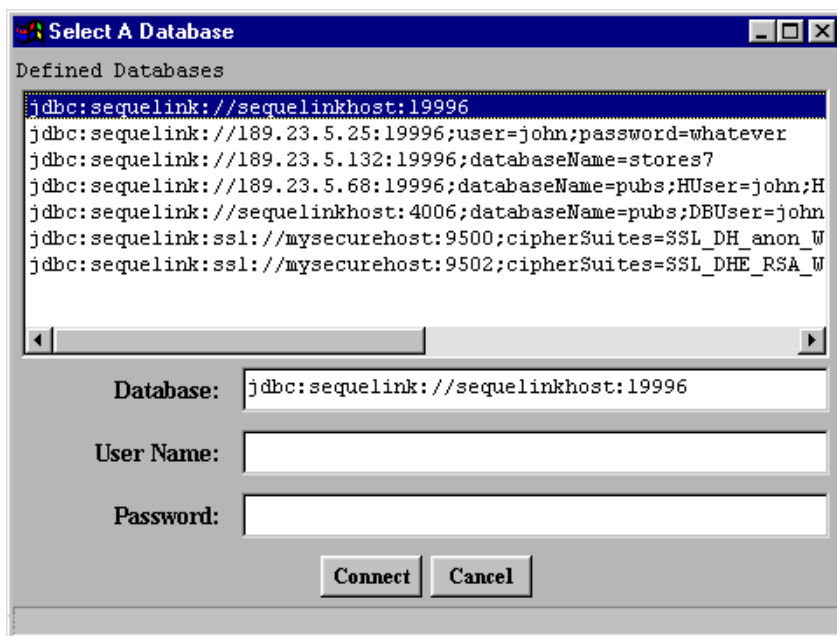 Select A Database
Defined Databases
jdbc:sequelink://sequelinkhost:19996
jdbc:sequelink://189.23.5.25:19996;user=john;password=whatever
jdbc:sequelink://189.23.5.132:19996;databaseName=stores7
jdbc:sequelink://189.23.5.68:19996;databaseName=pubs;HUser=john;H
jdbc:sequelink://sequelinkhost:4006;databaseName=pubs;DBUser=john
jdbc:sequelink:ssl://mysecurehost:9500;cipherSuites=SSL_DH_anon_W
jdbc:sequelink:ssl://mysecurehost:9502;cipherSuites=SSL_DHE_RSA_W
Database: jdbc:sequelink://sequelinkhost:19996
User Name:
Password:
Connect Cancel